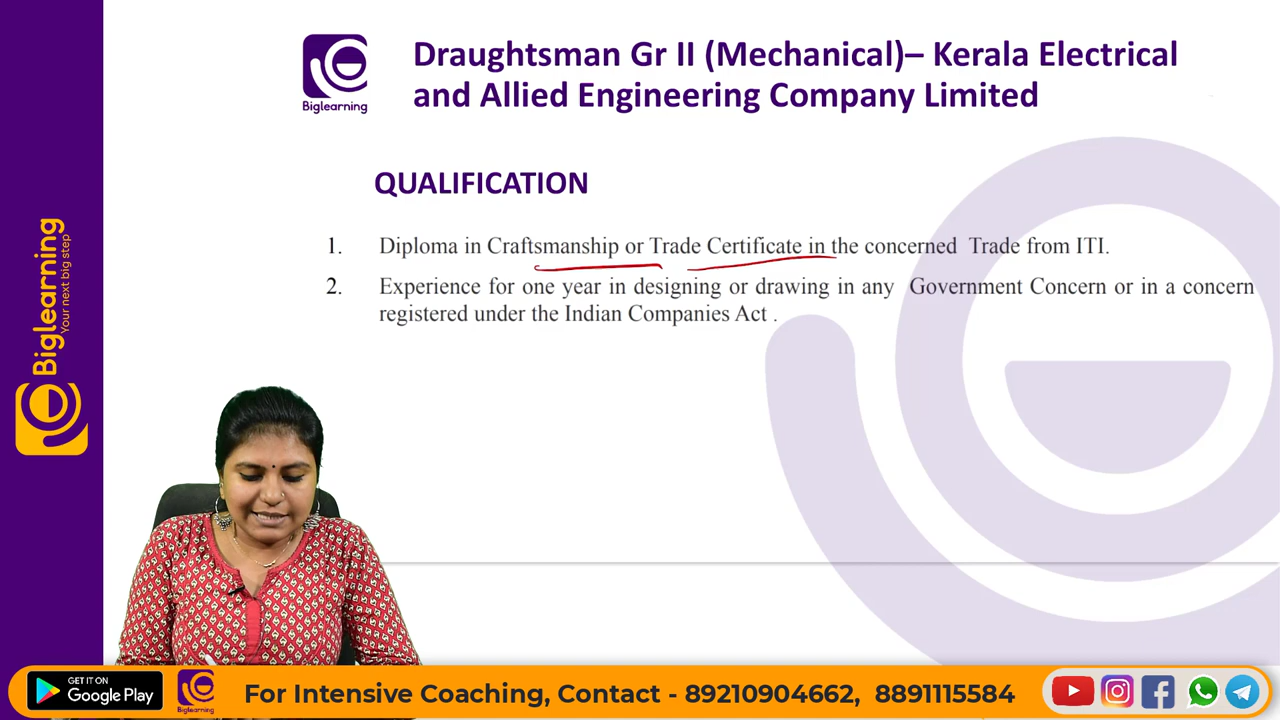 Draughtsman Gr II (Mechanical)– Kerala Electrical
and Allied Engineering Company Limited
Biglearning
QUALIFICATION
1. Diploma in Craftsmanship or Trade Certificate in the concerned Trade from ITI.
2. Experience for one year in designing or drawing in any Government Concern or in a concern
registered under the Indian Companies Act .
Biglearning
Your next big step
GET IT ON
Google Play
Biglearning
For Intensive Coaching, Contact - 89210904662, 8891115584